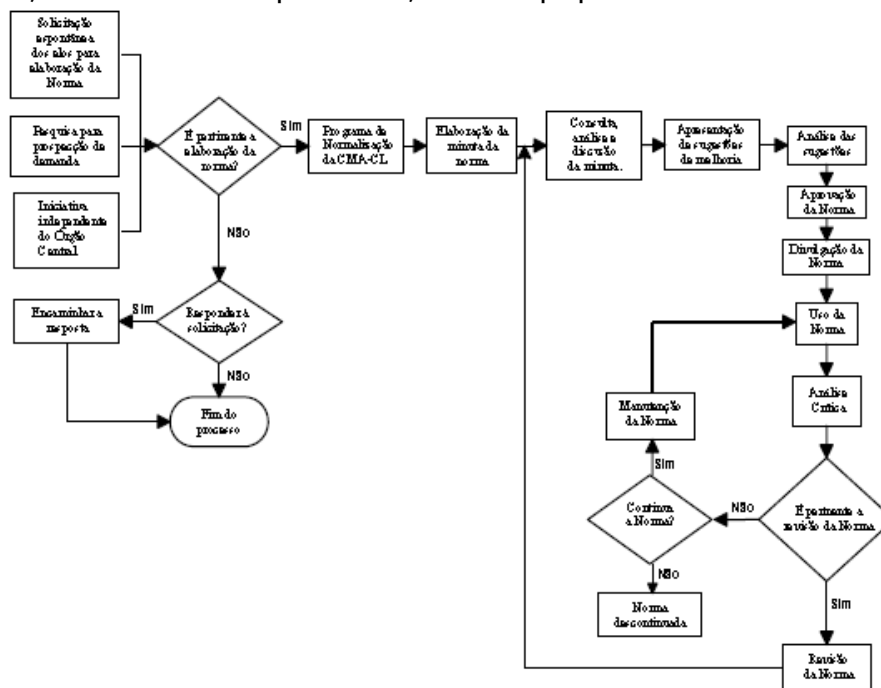 Solicitação
espontânea
dos elos para
elaboração da
Norma
Pesquisa para
prospecção de
demanda
Iniciativa
independente
do Órgão
Central
É pertinente a
elaboração da
norma?
Sim
Não
Programa de
Normalização
da CMA-CL
Elaboração da
minuta da
norma
Consulta,
análise e
discussão da
minuta.
Apresentação
de sugestões
de melhoria
Análise das
sugestões
Aprovação
da Norma
Divulgação da
Norma
Uso da
Norma
Análise
Crítica
É pertinente a
revisão da Norma
Não
Sim
Continua
a Norma?
Sim
Não
Manutenção
da Norma
Norma
descontinuada
Revisão
da Norma
Responder à
solicitação?
Sim
Não
Encaminhar a
resposta
Fim do
processo